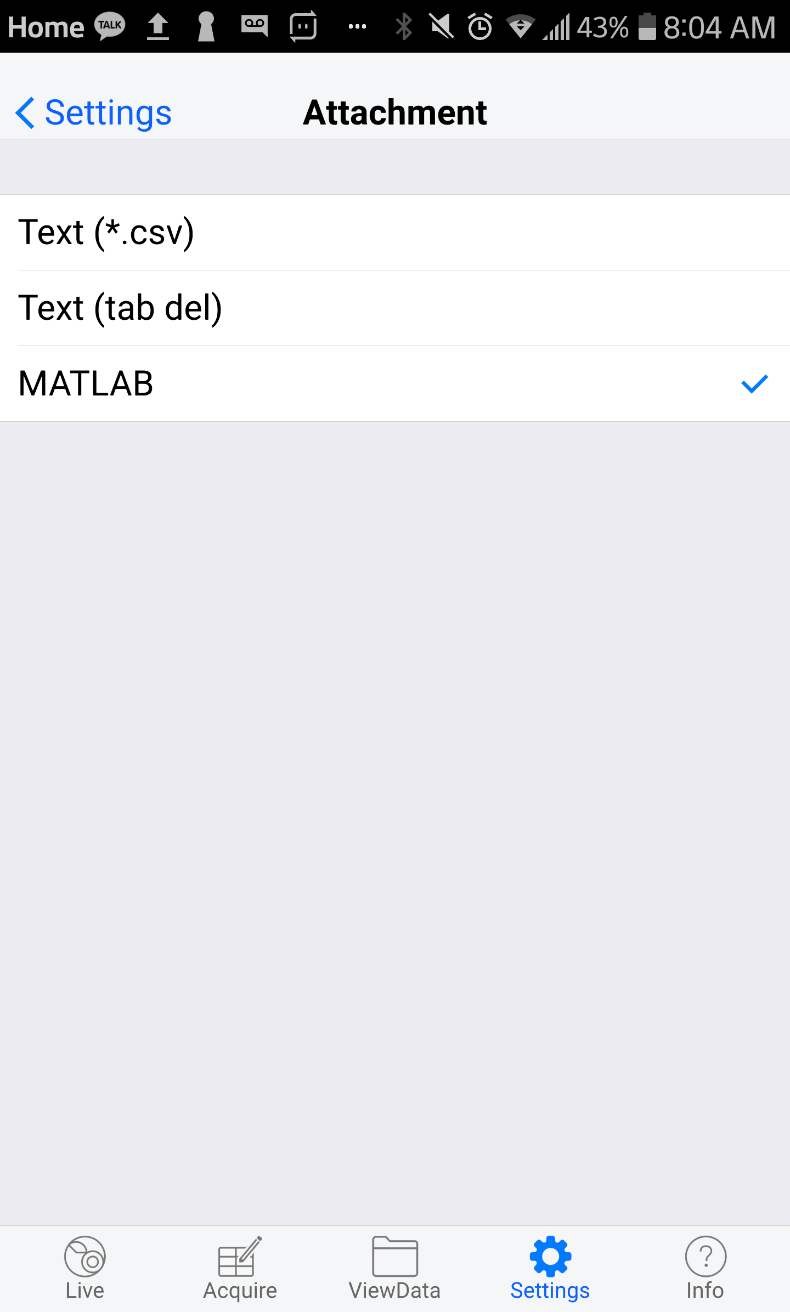 Home TALK 43% 8:04 AM
Settings Attachment
Text (*.csv)
Text (tab del)
MATLAB
Live Acquire ViewData Settings Info